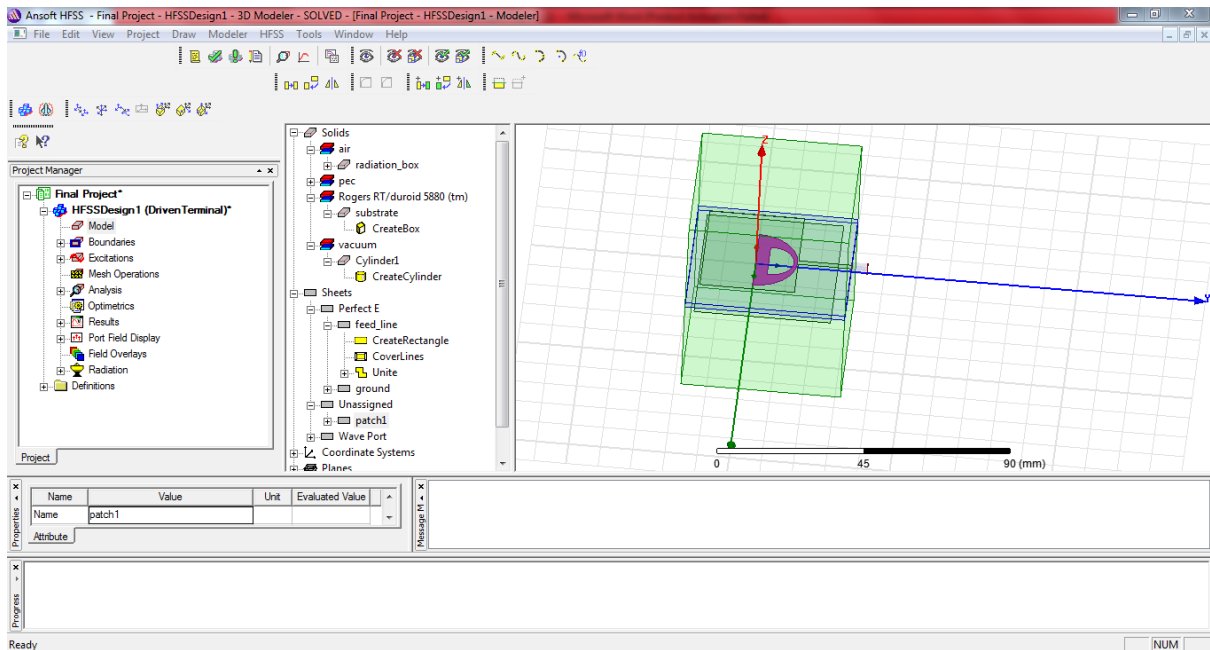 Ansoft HFSS - Final Project - HFSSDesign1 - 3D Modeler - SOLVED - [Final Project - HFSSDesign1 - Modeler]
File Edit View Project Draw Modeler HFSS Tools Window Help
Project Manager
Final Project*
HFSSDesign1 (DrivenTerminal)*
Model
Boundaries
Excitations
Mesh Operations
Analysis
Optimetrics
Results
Port Field Display
Field Overlays
Radiation
Definitions
Project
Solids
air
radiation_box
pec
Rogers RT/duroid 5880 (tm)
substrate
CreateBox
vacuum
Cylinder1
CreateCylinder
Sheets
Perfect E
feed_line
CreateRectangle
CoverLines
Unite
ground
Unassigned
patch1
Wave Port
Coordinate Systems
Planes
Z
Y
0 45 90 (mm)
Properties
Name Value Unit Evaluated Value
Name patch1
Attribute
Message M
Progress
Ready NUM